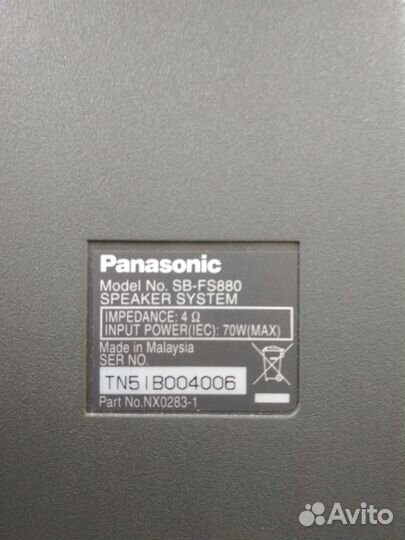 Panasonic
Model No. SB-FS880
SPEAKER SYSTEM
IMPEDANCE: 4 Ω
INPUT POWER(IEC): 70W(MAX)
Made in Malaysia
SER NO.
TN5IB004006
Part No.NX0283-1
Avito